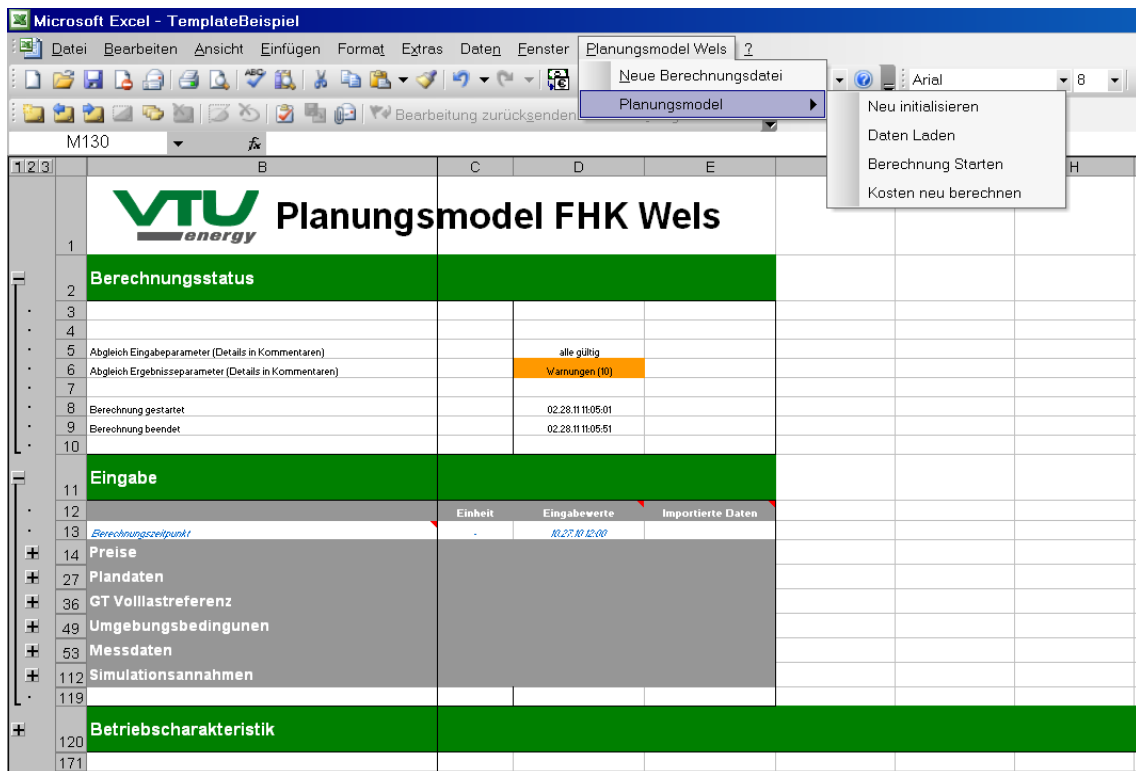 Microsoft Excel - TemplateBeispiel
Datei Bearbeiten Ansicht Einfügen Format Extras Daten Fenster Planungsmodel Wels ?
Neue Berechnungsdatei
Arial 8
Planungsmodel
Neu initialisieren
Daten Laden
Berechnung Starten
Kosten neu berechnen
Bearbeitung zurücksenden
M130 fx
1 2 3
B C D E H
1 VTU energy Planungsmodel FHK Wels
2 Berechnungsstatus
3
4
5 Abgleich Eingabeparameter (Details in Kommentaren) alle gültig
6 Abgleich Ergebnisseparameter (Details in Kommentaren) Warnungen (10)
7
8 Berechnung gestartet 02.28.11 11:05:01
9 Berechnung beendet 02.28.11 11:05:51
10
11 Eingabe
12 Einheit Eingabewerte Importierte Daten
13 Berechnungszeitpunkt - 10.27.10 12:00
14 Preise
27 Plandaten
36 GT Volllastreferenz
49 Umgebungsbedingunen
53 Messdaten
112 Simulationsannahmen
119
120 Betriebscharakteristik
171